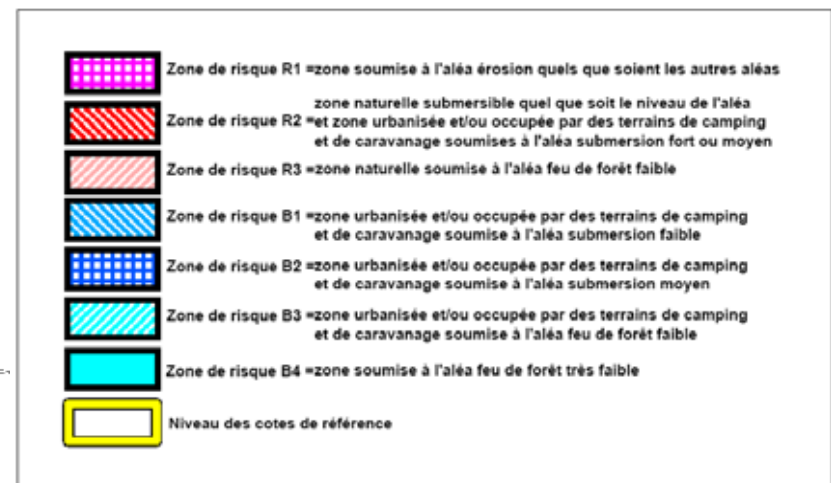 Zone de risque R1 =zone soumise à l'aléa érosion quels que soient les autres aléas
zone naturelle submersible quel que soit le niveau de l'aléa
Zone de risque R2 =et zone urbanisée et/ou occupée par des terrains de camping
et de caravanage soumises à l'aléa submersion fort ou moyen
Zone de risque R3 =zone naturelle soumise à l'aléa feu de forêt faible
Zone de risque B1 =zone urbanisée et/ou occupée par des terrains de camping
et de caravanage soumise à l'aléa submersion faible
Zone de risque B2 =zone urbanisée et/ou occupée par des terrains de camping
et de caravanage soumise à l'aléa submersion moyen
Zone de risque B3 =zone urbanisée et/ou occupée par des terrains de camping
et de caravanage soumise à l'aléa feu de forêt faible
Zone de risque B4 =zone soumise à l'aléa feu de forêt très faible
Niveau des cotes de référence